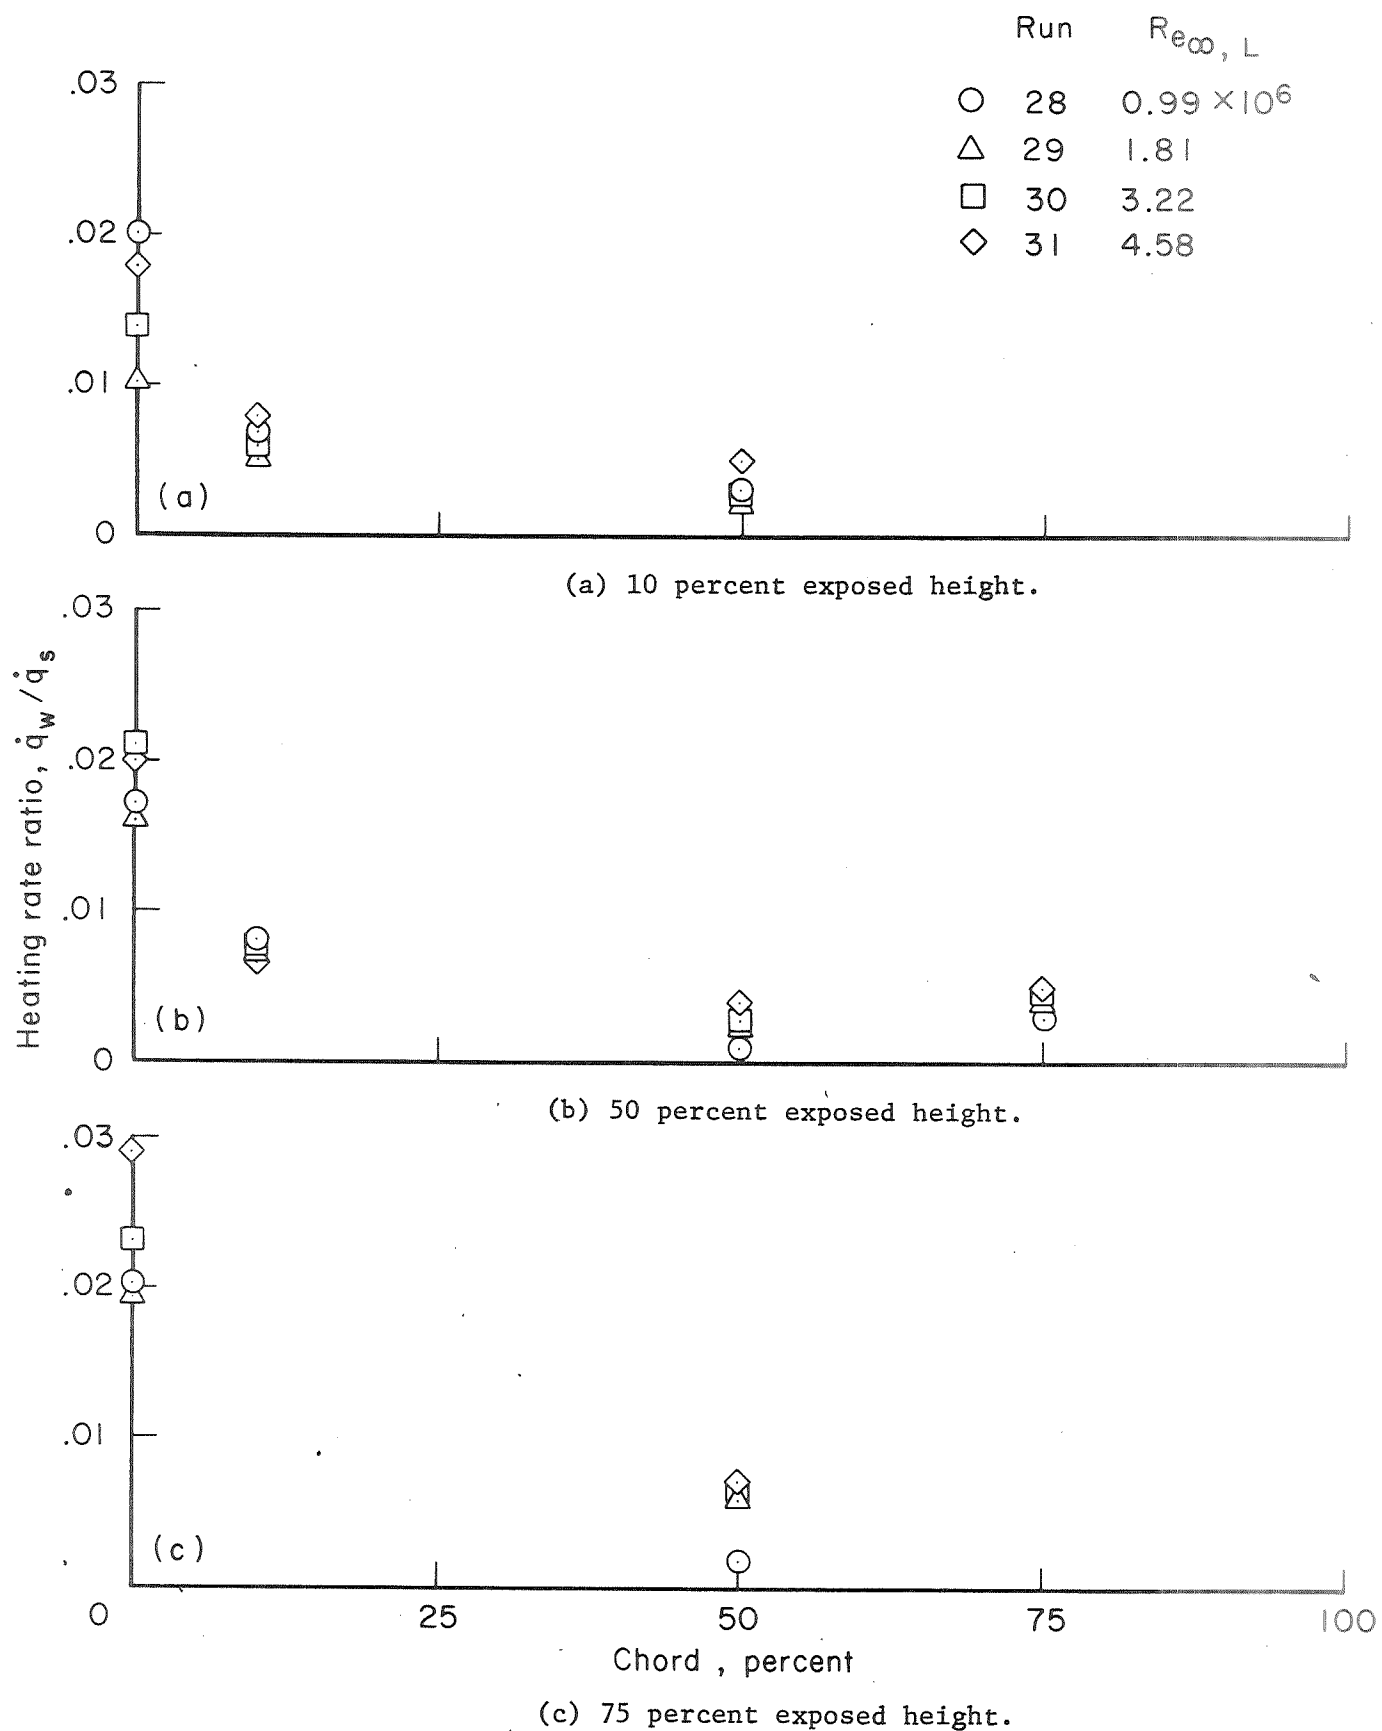 Run Re∞, L
28 0.99 ×10⁶
29 1.81
30 3.22
31 4.58
.03
.02
.01
0
(a)
(a) 10 percent exposed height.
Heating rate ratio, q̇w/q̇s
.03
.02
.01
0
(b)
(b) 50 percent exposed height.
.03
.02
.01
0
(c)
25 50 75 100
Chord , percent
(c) 75 percent exposed height.